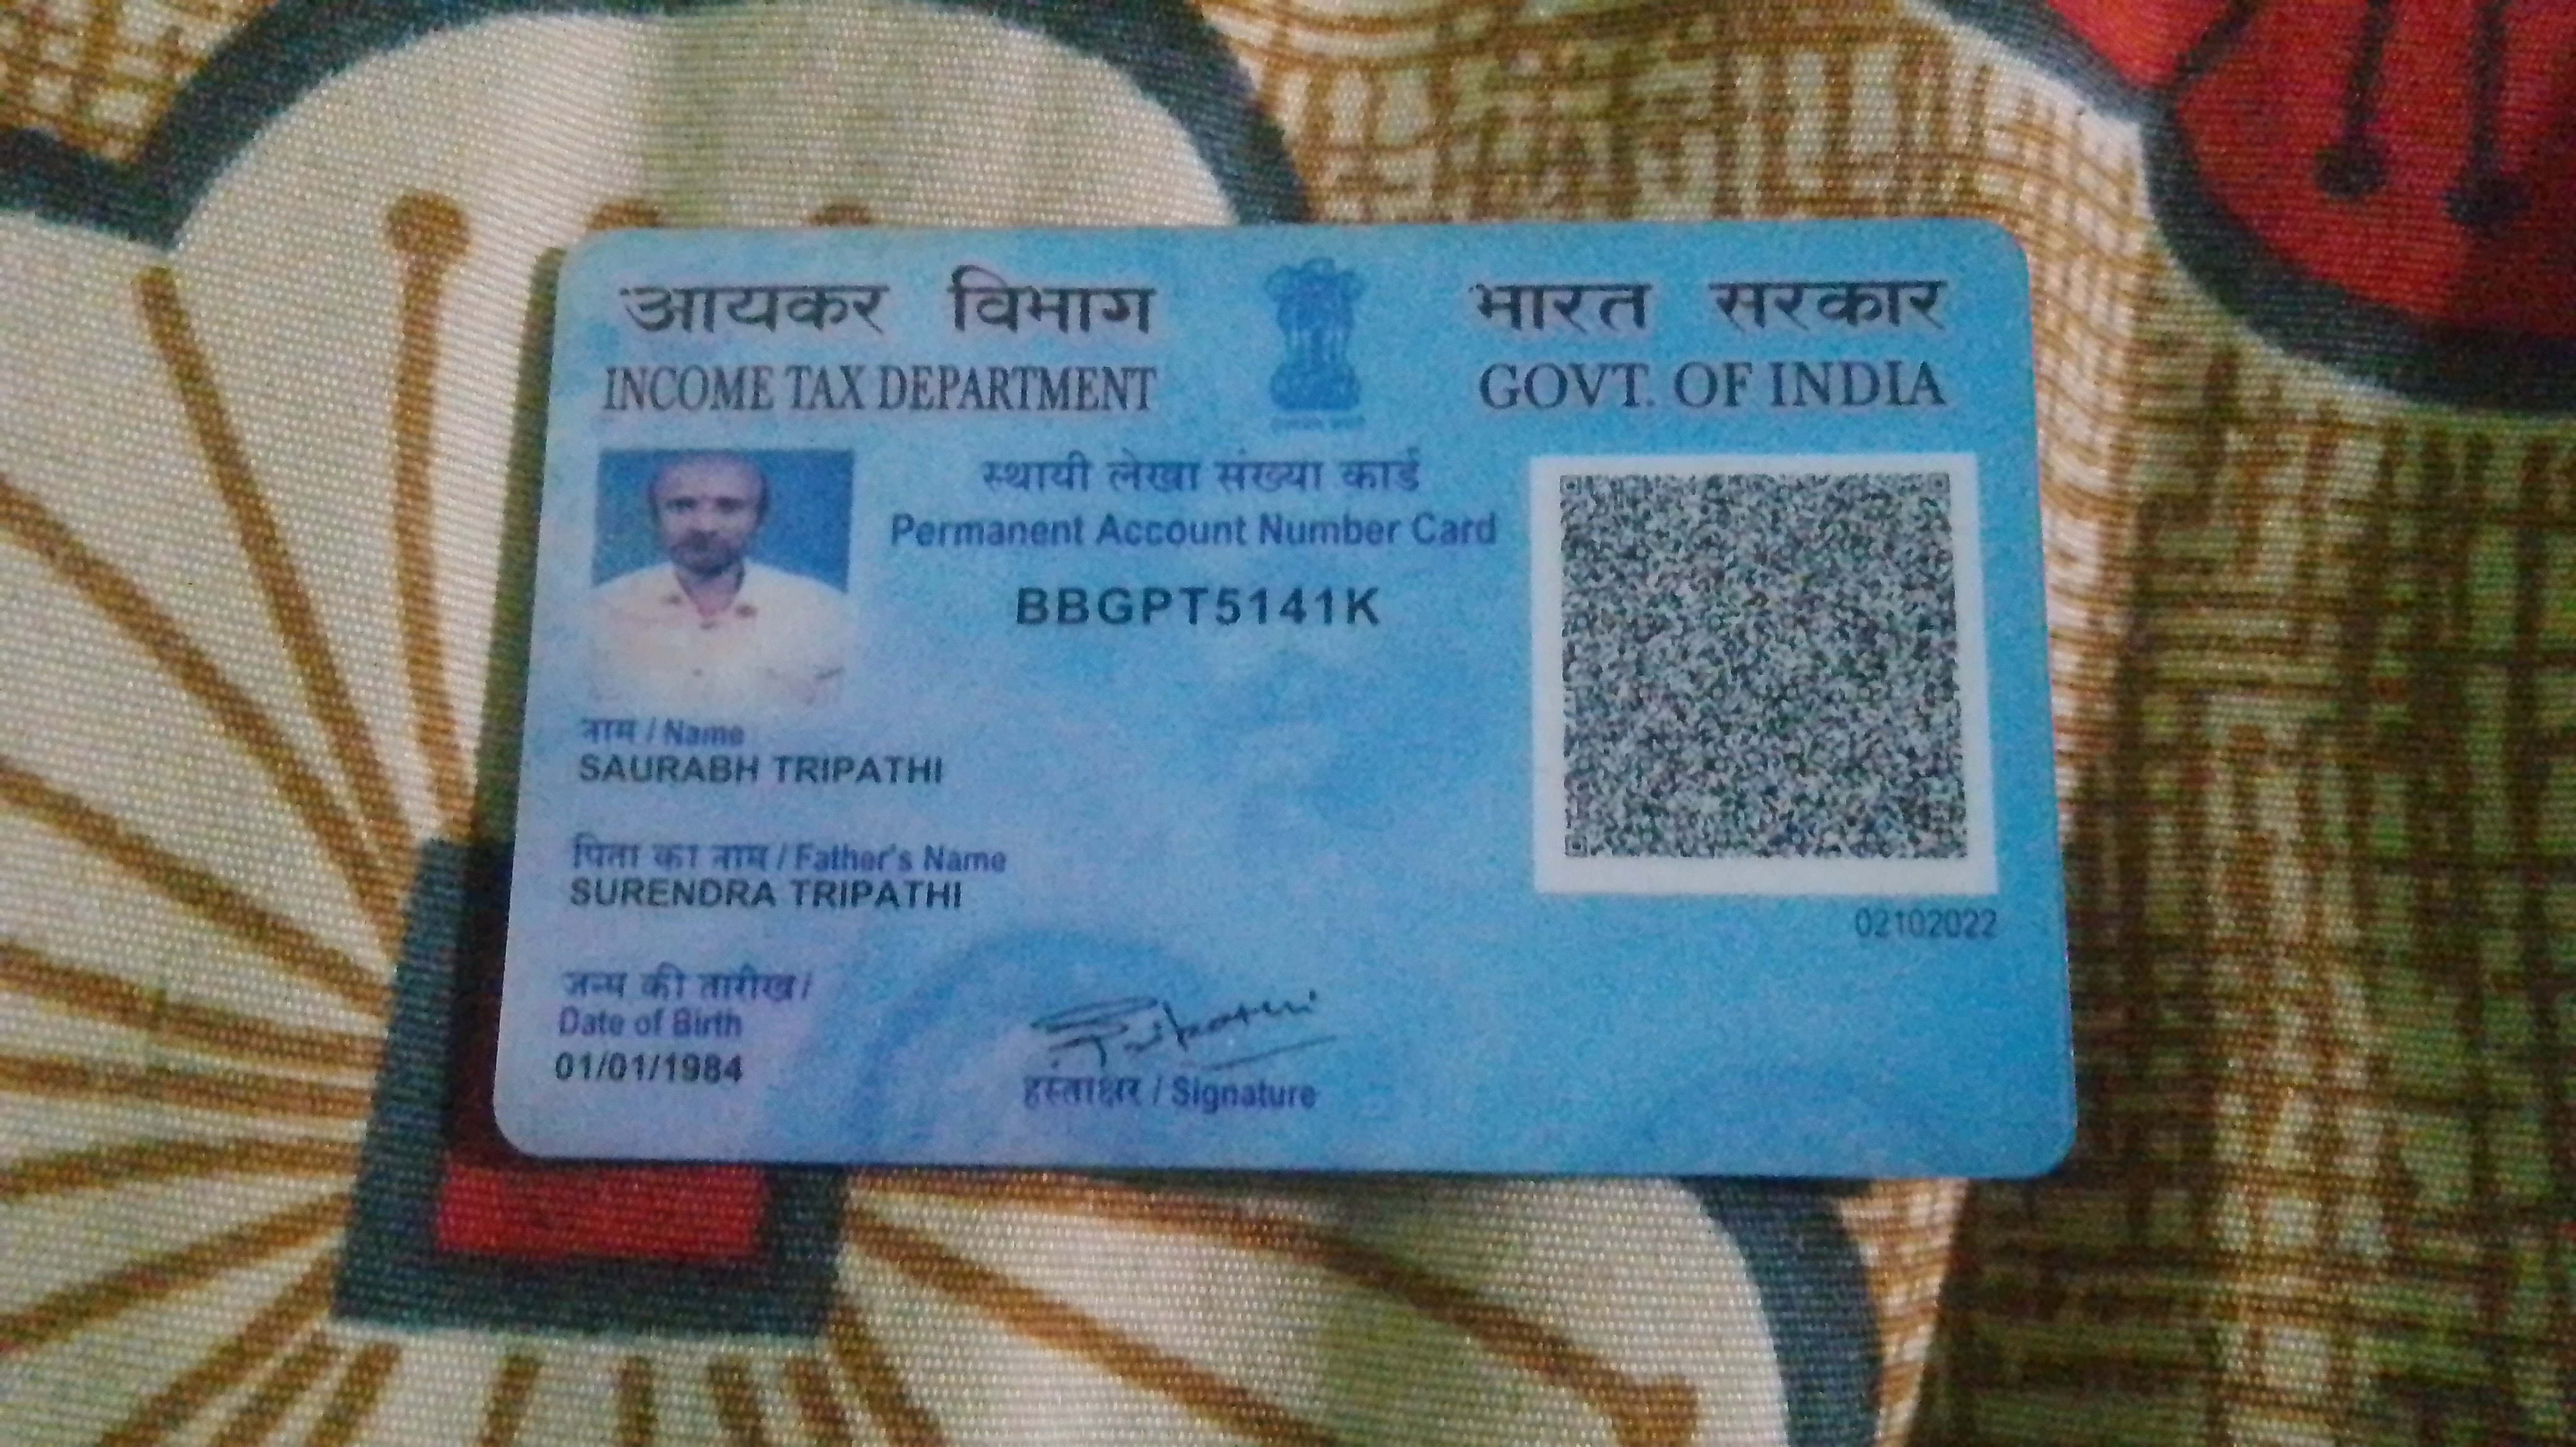 आयकर विभाग
INCOME TAX DEPARTMENT
भारत सरकार
GOVT. OF INDIA
स्थायी लेखा संख्या कार्ड
Permanent Account Number Card
BBGPT5141K
नाम / Name
SAURABH TRIPATHI
पिता का नाम / Father's Name
SURENDRA TRIPATHI
जन्म की तारीख /
Date of Birth
01/01/1984
02102022
हस्ताक्षर / Signature